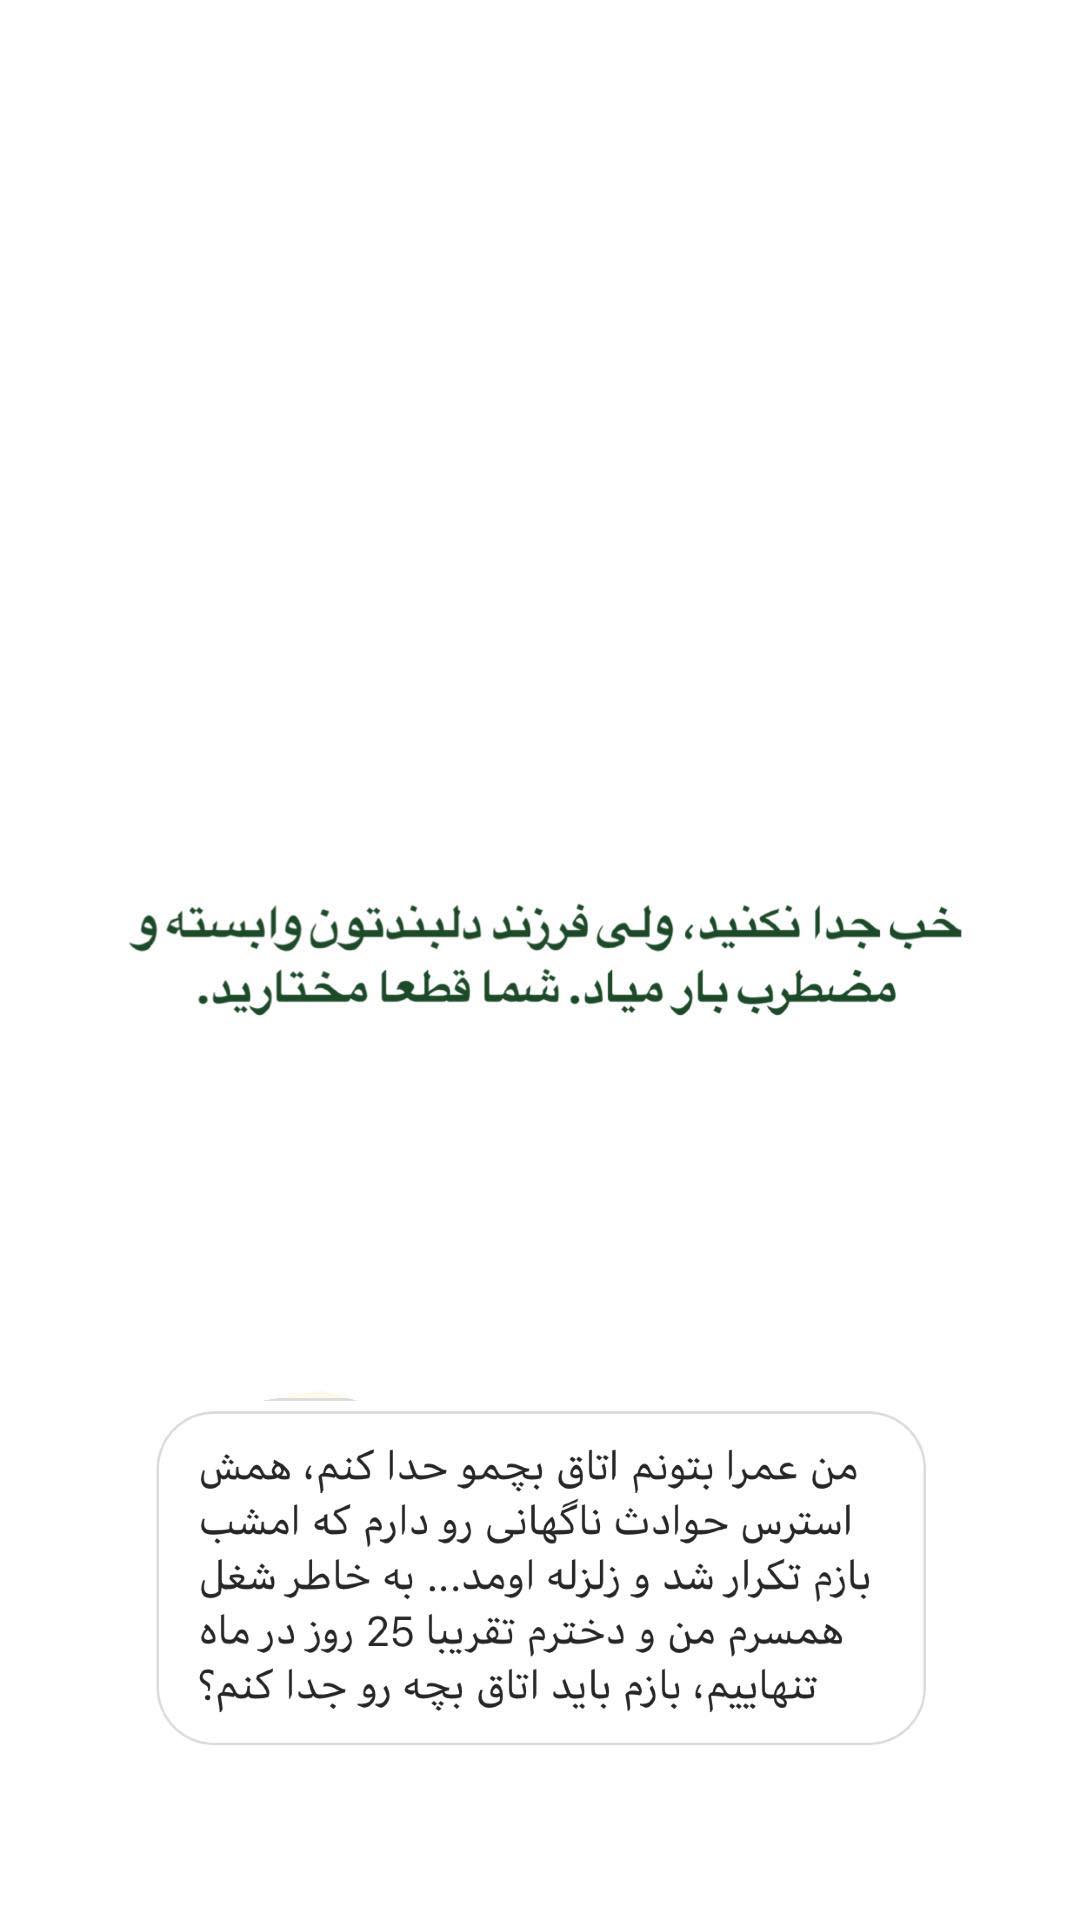 خب جدا نکنید، ولی فرزند دلبندتون وابسته و
مضطرب بار میاد. شما قطعا مختارید.
من عمرا بتونم اتاق بچمو حدا کنم، همش
استرس حوادث ناگهانی رو دارم که امشب
بازم تکرار شد و زلزله اومد... به خاطر شغل
همسرم من و دخترم تقریبا 25 روز در ماه
تنهاییم، بازم باید اتاق بچه رو جدا کنم؟